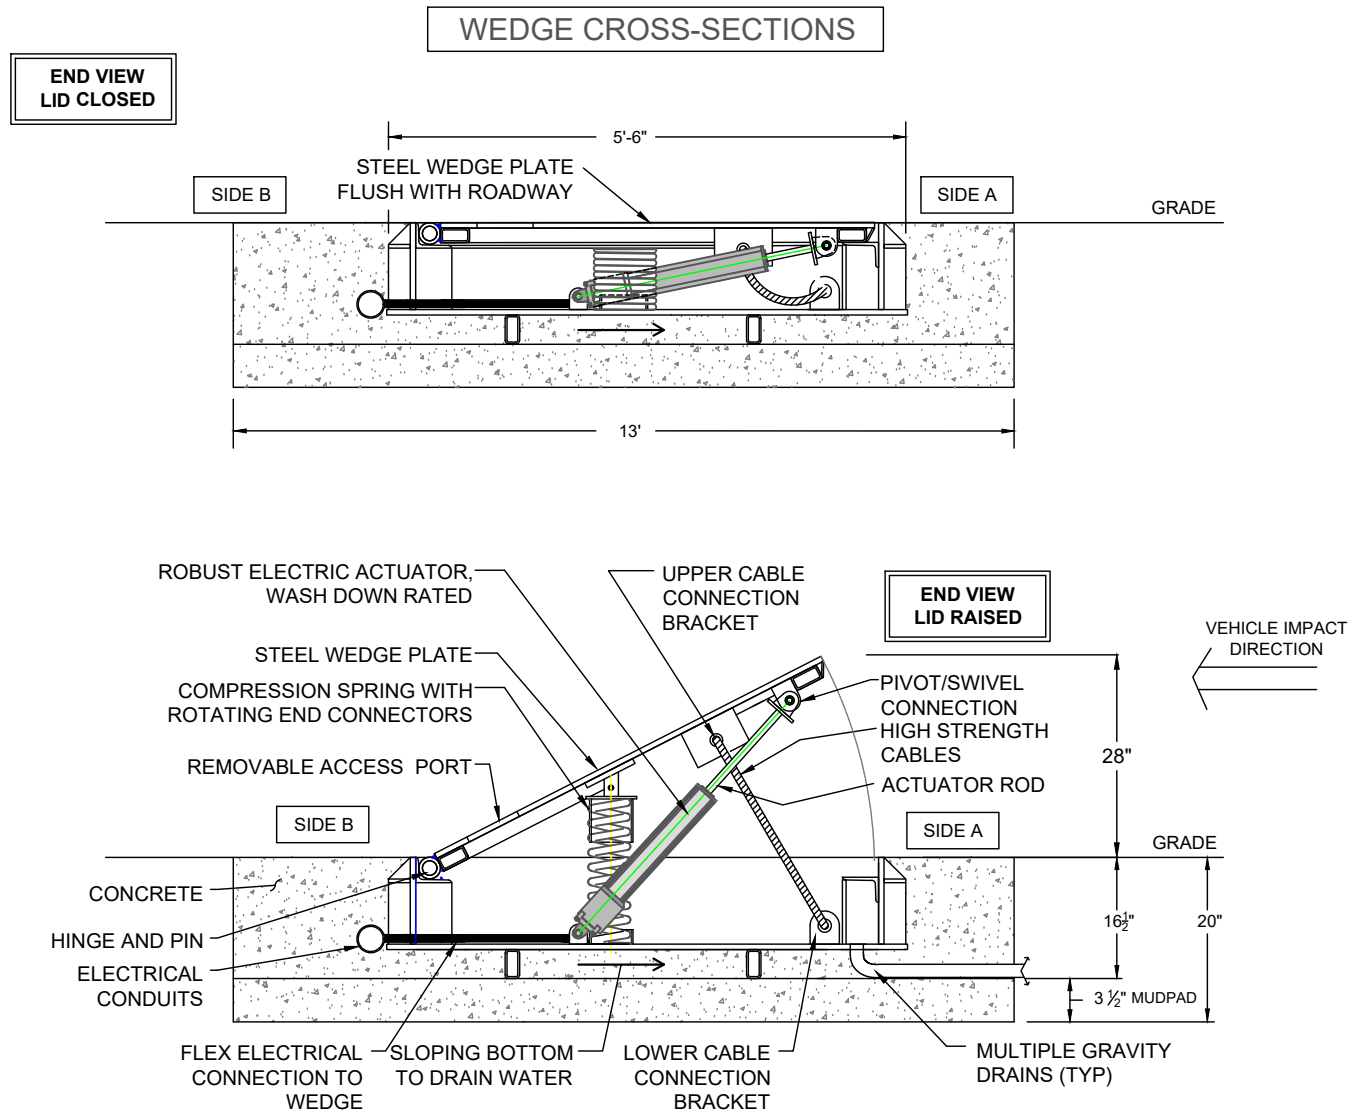 WEDGE CROSS-SECTIONS
END VIEW
LID CLOSED
5'-6"
STEEL WEDGE PLATE
FLUSH WITH ROADWAY
SIDE B
SIDE A
GRADE
13'
ROBUST ELECTRIC ACTUATOR,
WASH DOWN RATED
UPPER CABLE
CONNECTION
BRACKET
END VIEW
LID RAISED
VEHICLE IMPACT
DIRECTION
STEEL WEDGE PLATE
COMPRESSION SPRING WITH
ROTATING END CONNECTORS
PIVOT/SWIVEL
CONNECTION
HIGH STRENGTH
CABLES
28"
REMOVABLE ACCESS PORT
ACTUATOR ROD
SIDE B
SIDE A
GRADE
CONCRETE
16½"
20"
HINGE AND PIN
ELECTRICAL
CONDUITS
3 ½" MUDPAD
FLEX ELECTRICAL
CONNECTION TO
WEDGE
SLOPING BOTTOM
TO DRAIN WATER
LOWER CABLE
CONNECTION
BRACKET
MULTIPLE GRAVITY
DRAINS (TYP)